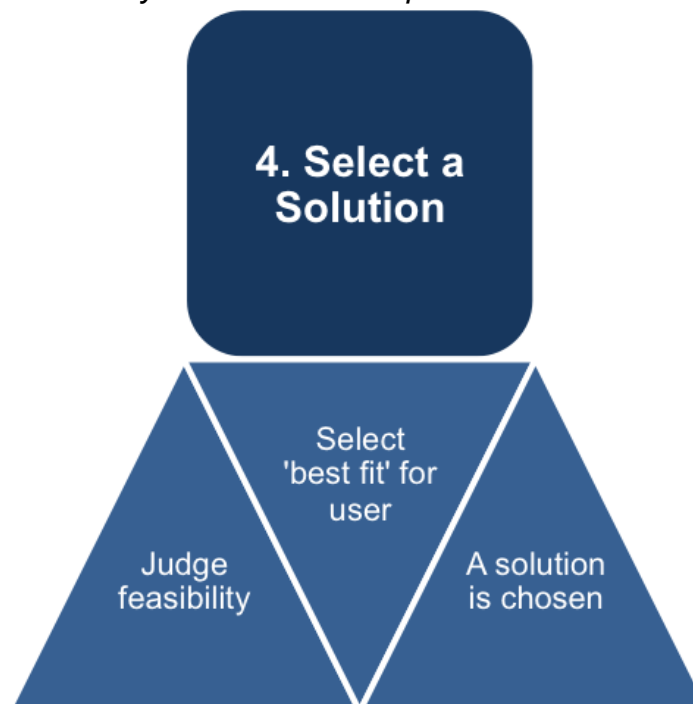 4. Select a
Solution
Select
'best fit' for
user
Judge
feasibility
A solution
is chosen